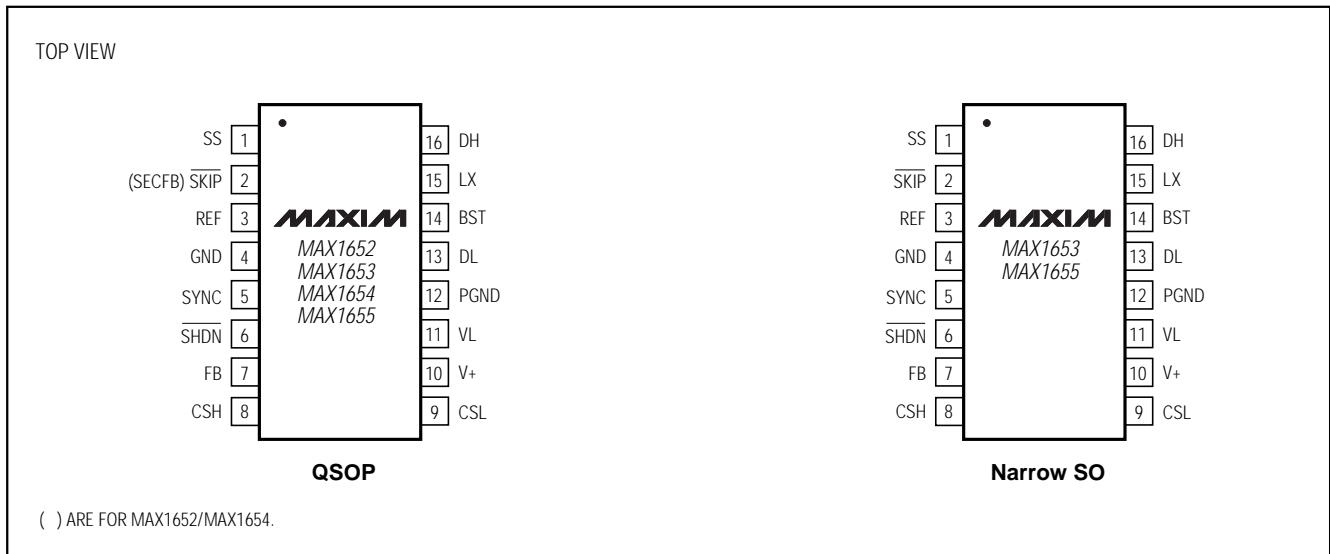 TOP VIEW
SS 1
(SECFB) SKIP 2
REF 3
GND 4
SYNC 5
SHDN 6
FB 7
CSH 8
MAXIM
MAX1652
MAX1653
MAX1654
MAX1655
16 DH
15 LX
14 BST
13 DL
12 PGND
11 VL
10 V+
9 CSL
QSOP
SS 1
SKIP 2
REF 3
GND 4
SYNC 5
SHDN 6
FB 7
CSH 8
MAXIM
MAX1653
MAX1655
16 DH
15 LX
14 BST
13 DL
12 PGND
11 VL
10 V+
9 CSL
Narrow SO
( ) ARE FOR MAX1652/MAX1654.